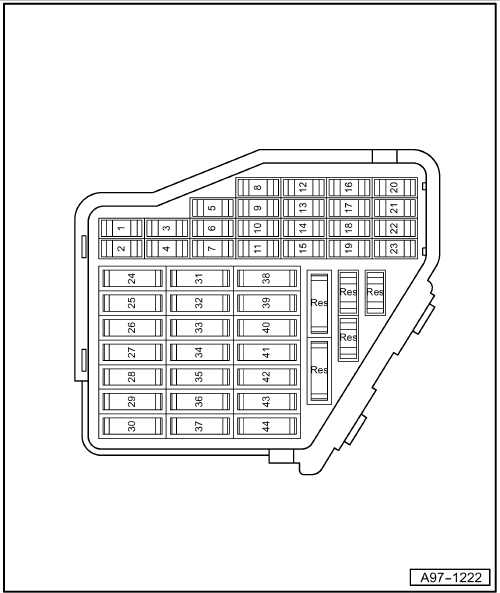 8 12 16 20
5 9 13 17 21
1 3 6 10 14 18 22
2 4 7 11 15 19 23
24 31 38
25 32 39
26 33 40
27 34 41
28 35 42
29 36 43
30 37 44
Res Res Res
Res
Res
A97-1222